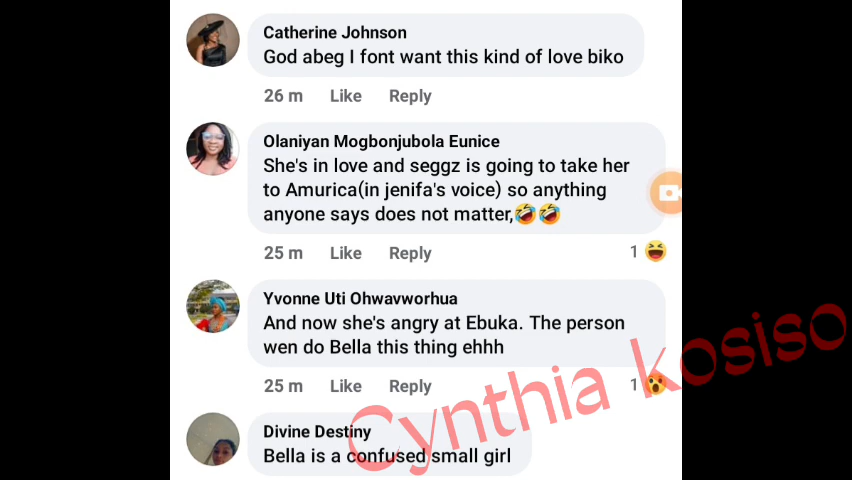 Catherine Johnson
God abeg I font want this kind of love biko
26 m Like Reply
Olaniyan Mogbonjubola Eunice
She's in love and seggz is going to take her
to Amurica(in jenifa's voice) so anything
anyone says does not matter,🤣🤣
25 m Like Reply 1
Yvonne Uti Ohwavworhua
And now she's angry at Ebuka. The person
wen do Bella this thing ehhh
25 m Like Reply 1
Cynthia kosiso
Divine Destiny
Bella is a confused small girl